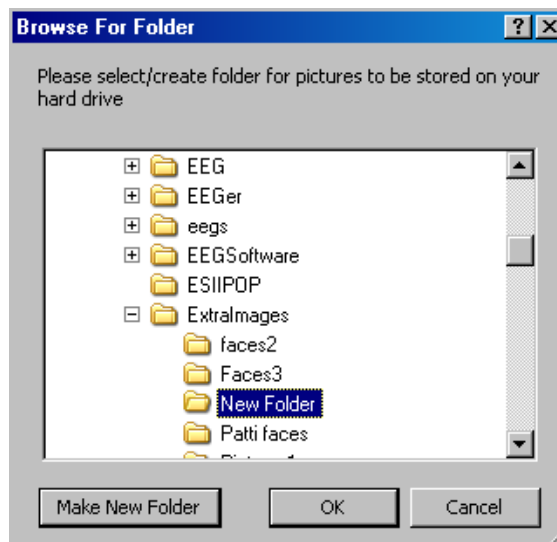 Browse For Folder
Please select/create folder for pictures to be stored on your
hard drive
EEG
EEGer
eegs
EEGSoftware
ESIIPOP
ExtraImages
faces2
Faces3
New Folder
Patti faces
Make New Folder
OK
Cancel